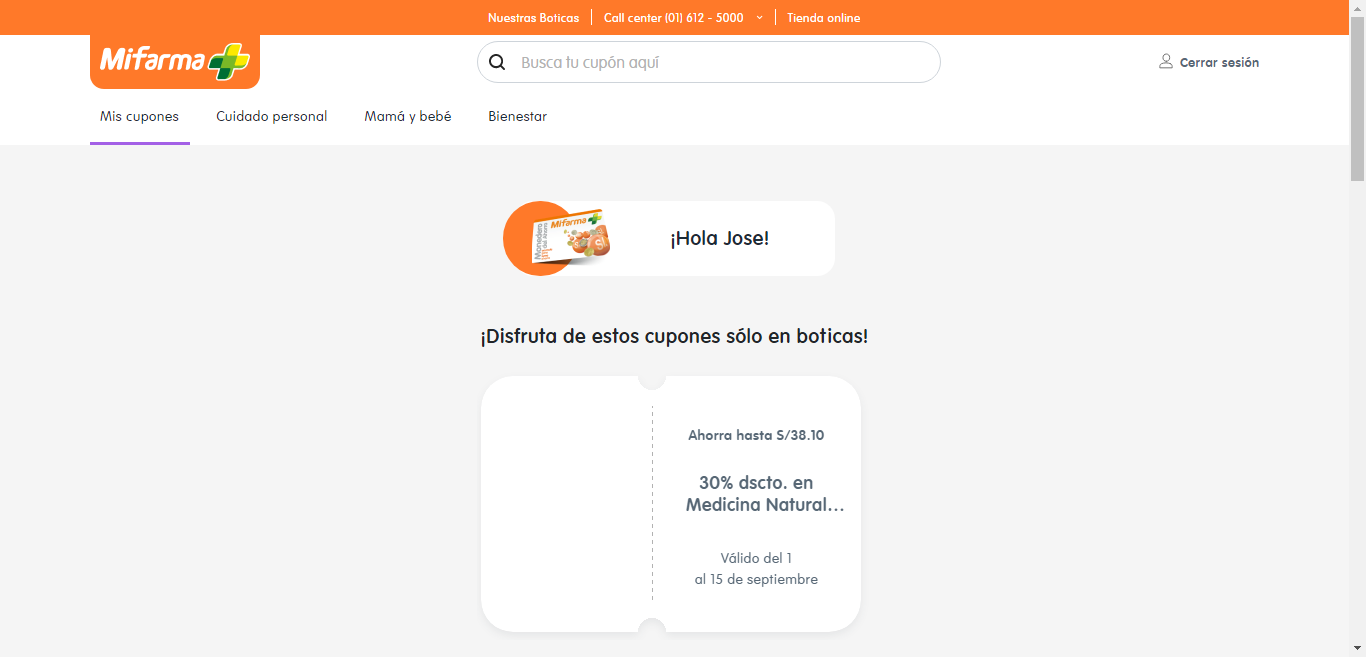 Nuestras Boticas
Call center (01) 612 - 5000
Tienda online
Mifarma
Busca tu cupón aquí
Cerrar sesión
Mis cupones
Cuidado personal
Mamá y bebé
Bienestar
Mifarma
Monedero
del Ahorro
¡Hola Jose!
¡Disfruta de estos cupones sólo en boticas!
Ahorra hasta S/38.10
30% dscto. en
Medicina Natural...
Válido del 1
al 15 de septiembre